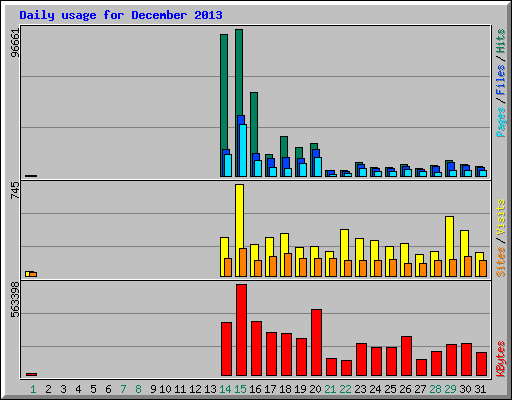 Daily usage for December 2013
96661
Pages / Files / Hits
745
Sites / Visits
563398
KBytes
1 2 3 4 5 6 7 8 9 10 11 12 13 14 15 16 17 18 19 20 21 22 23 24 25 26 27 28 29 30 31